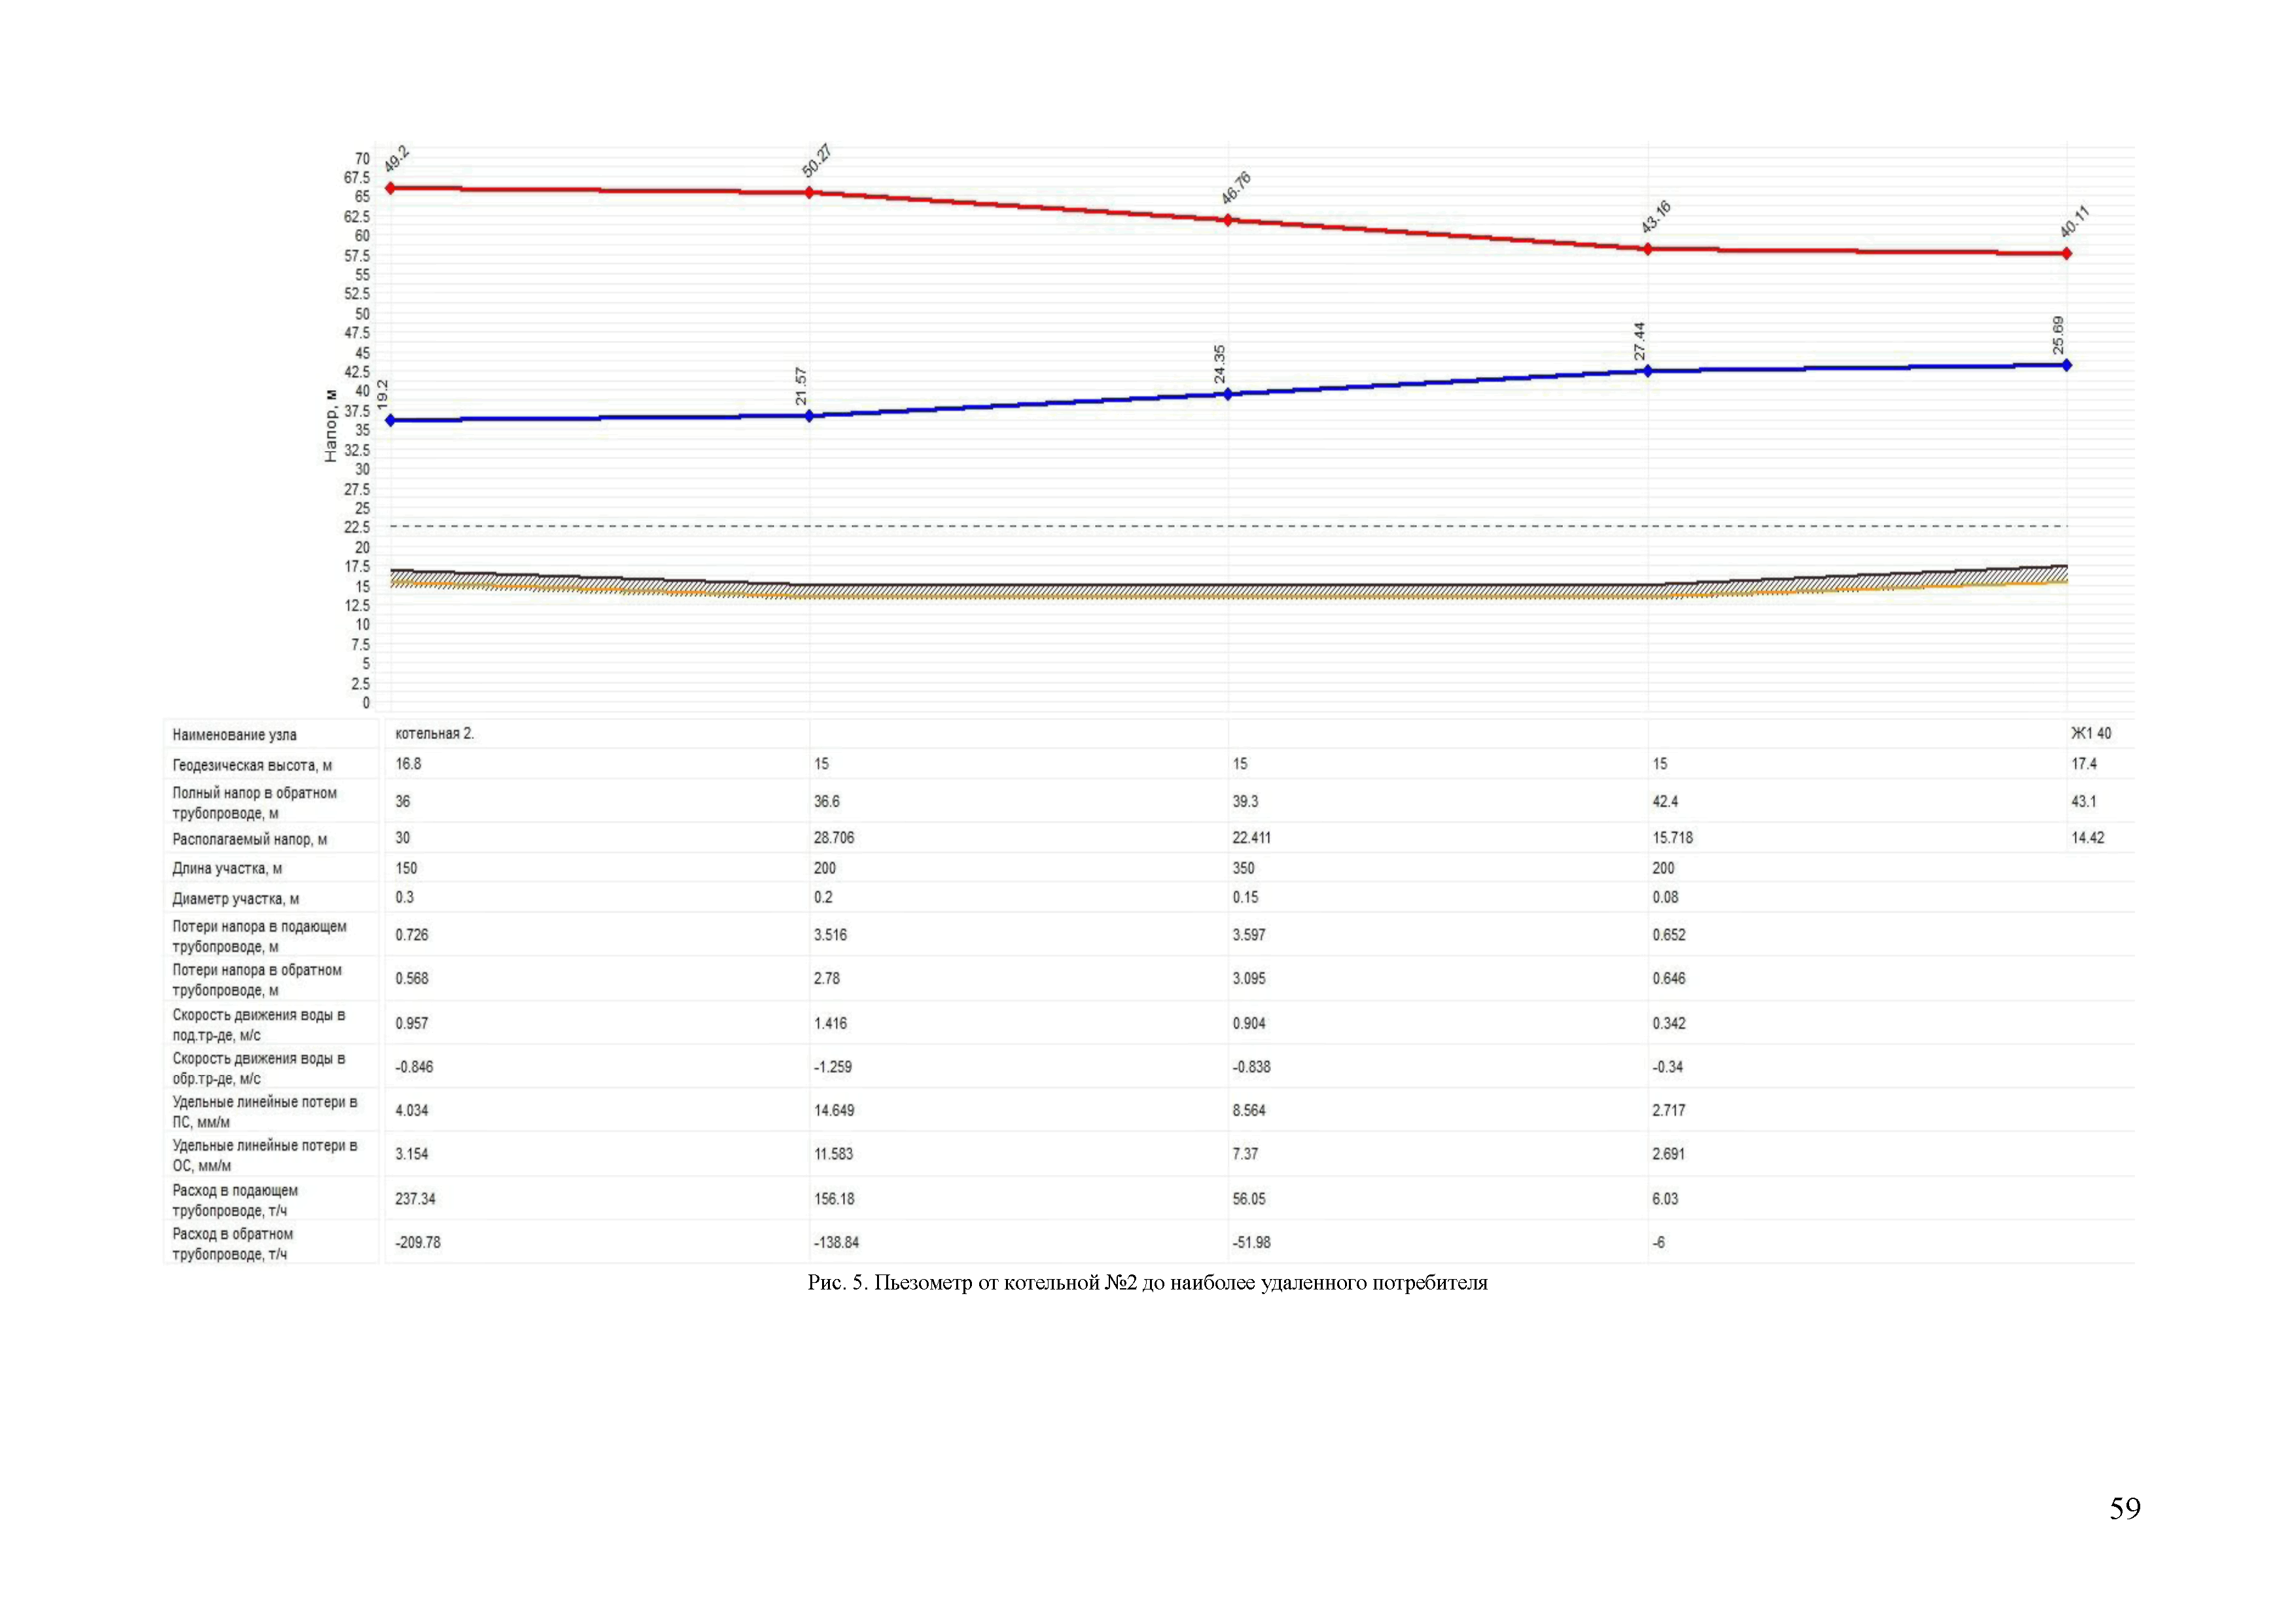 49.2
50.27
46.76
43.16
40.11
19.2
21.57
24.35
27.44
25.69
Напор, м
70
67.5
65
62.5
60
57.5
55
52.5
50
47.5
45
42.5
40
37.5
35
32.5
30
27.5
25
22.5
20
17.5
15
12.5
10
7.5
5
2.5
0
Наименование узла котельная 2. Ж1 40
Геодезическая высота, м 16.8 15 15 15 17.4
Полный напор в обратном
трубопроводе, м 36 36.6 39.3 42.4 43.1
Располагаемый напор, м 30 28.706 22.411 15.718 14.42
Длина участка, м 150 200 350 200
Диаметр участка, м 0.3 0.2 0.15 0.08
Потери напора в подающем
трубопроводе, м 0.726 3.516 3.597 0.652
Потери напора в обратном
трубопроводе, м 0.568 2.78 3.095 0.646
Скорость движения воды в
под.тр-де, м/с 0.957 1.416 0.904 0.342
Скорость движения воды в
обр.тр-де, м/с -0.846 -1.259 -0.838 -0.34
Удельные линейные потери в
ПС, мм/м 4.034 14.649 8.564 2.717
Удельные линейные потери в
ОС, мм/м 3.154 11.583 7.37 2.691
Расход в подающем
трубопроводе, т/ч 237.34 156.18 56.05 6.03
Расход в обратном
трубопроводе, т/ч -209.78 -138.84 -51.98 -6
Рис. 5. Пьезометр от котельной №2 до наиболее удаленного потребителя
59